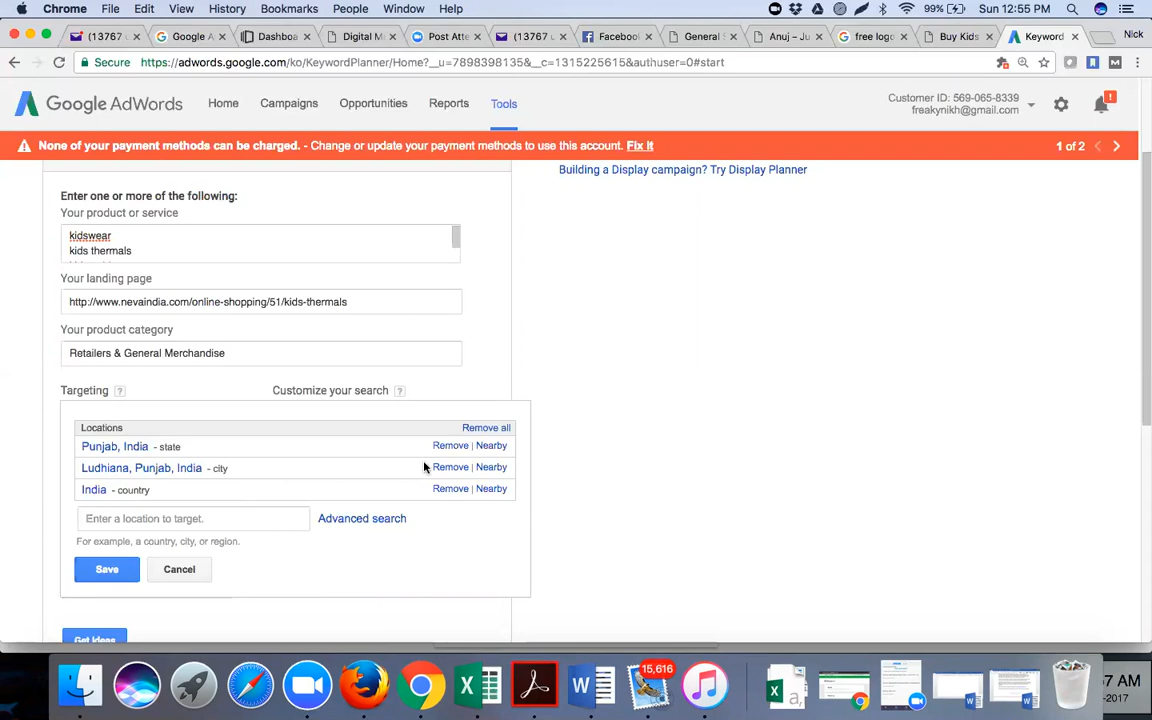 Chrome File Edit View History Bookmarks People Window Help 99% Sun 12:55 PM
(13767 u Google A Dashboa Digital M Post Atte (13767 u Facebook General S Anuj – Ju free logo Buy Kids Keyword Nick
Secure https://adwords.google.com/ko/KeywordPlanner/Home?__u=7898398135&__c=1315225615&authuser=0#start
Google AdWords Home Campaigns Opportunities Reports Tools Customer ID: 569-065-8339
freakynikh@gmail.com
!
None of your payment methods can be charged. - Change or update your payment methods to use this account. Fix It 1 of 2
Building a Display campaign? Try Display Planner
Enter one or more of the following:
Your product or service
kidswear
kids thermals
Your landing page
http://www.nevaindia.com/online-shopping/51/kids-thermals
Your product category
Retailers & General Merchandise
Targeting ? Customize your search ?
Locations Remove all
Punjab, India - state Remove | Nearby
Ludhiana, Punjab, India - city Remove | Nearby
India - country Remove | Nearby
Enter a location to target. Advanced search
For example, a country, city, or region.
Save Cancel
Get Ideas
15,616
57 AM
-2017